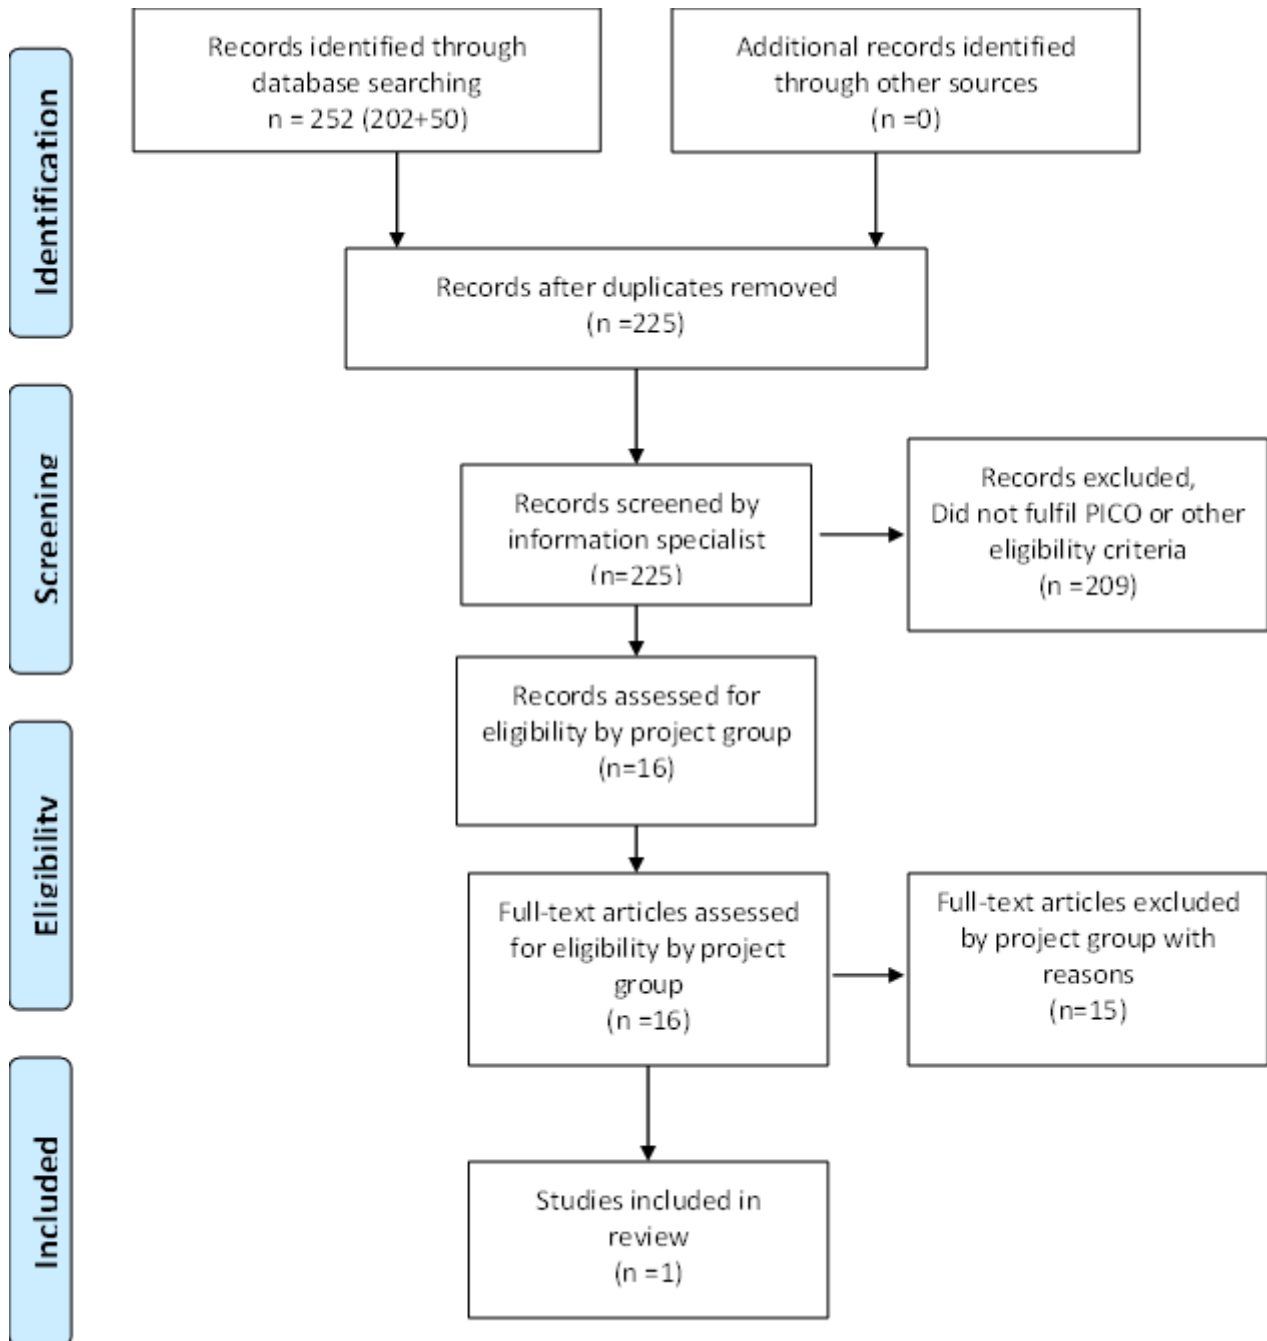 Identification
Records identified through
database searching
n = 252 (202+50)
Additional records identified
through other sources
(n =0)
Records after duplicates removed
(n =225)
Screening
Records screened by
information specialist
(n=225)
Records excluded,
Did not fulfil PICO or other
eligibility criteria
(n =209)
Eligibility
Records assessed for
eligibility by project group
(n=16)
Full-text articles assessed
for eligibility by project
group
(n =16)
Full-text articles excluded
by project group with
reasons
(n=15)
Included
Studies included in
review
(n =1)